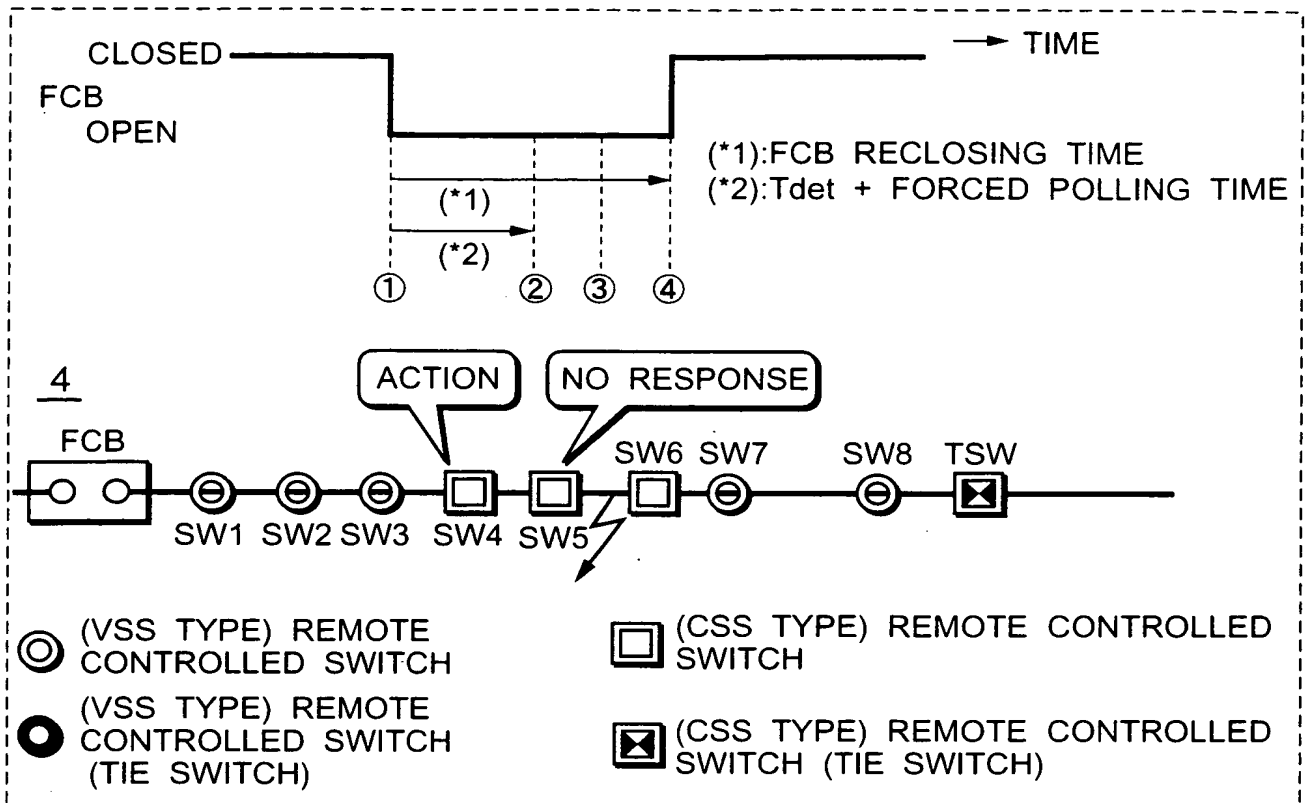 CLOSED
→ TIME
FCB
OPEN
(*1):FCB RECLOSING TIME
(*2):Tdet + FORCED POLLING TIME
(*1)
(*2)
① ② ③ ④
ACTION
NO RESPONSE
4
FCB
SW6 SW7 SW8 TSW
SW1 SW2 SW3 SW4 SW5
(VSS TYPE) REMOTE
CONTROLLED SWITCH
(CSS TYPE) REMOTE CONTROLLED
SWITCH
(VSS TYPE) REMOTE
CONTROLLED SWITCH
(TIE SWITCH)
(CSS TYPE) REMOTE CONTROLLED
SWITCH (TIE SWITCH)